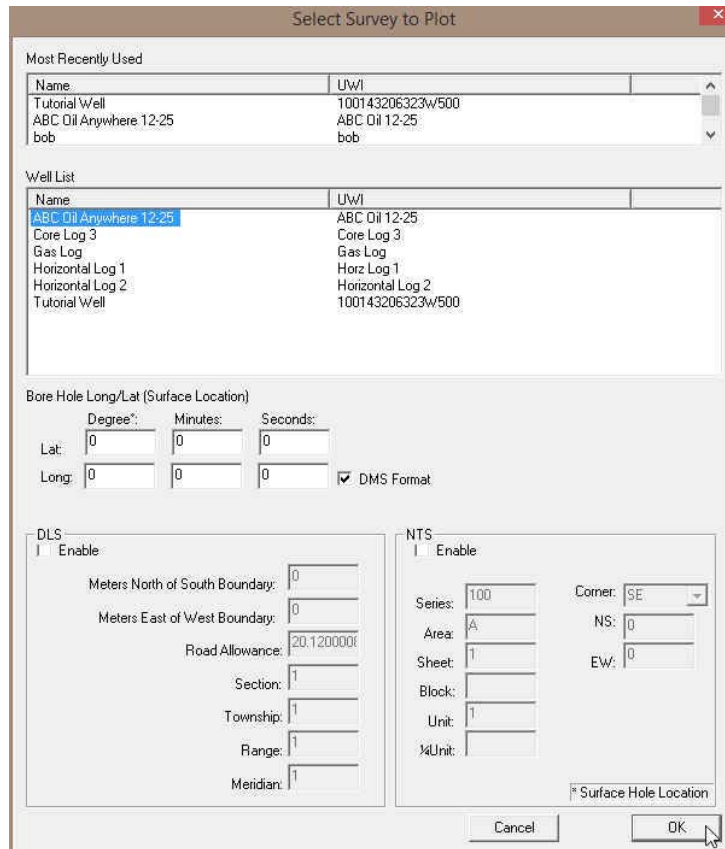 Select Survey to Plot
Most Recently Used
Name UWI
Tutorial Well 100143206323W500
ABC Oil Anywhere 12-25 ABC Oil 12-25
bob bob
Well List
Name UWI
ABC Oil Anywhere 12-25 ABC Oil 12-25
Core Log 3 Core Log 3
Gas Log Gas Log
Horizontal Log 1 Horz Log 1
Horizontal Log 2 Horizontal Log 2
Tutorial Well 100143206323W500
Bore Hole Long/Lat (Surface Location)
Degree*: Minutes: Seconds:
Lat: 0 0 0
Long: 0 0 0 DMS Format
DLS
Enable
Meters North of South Boundary: 0
Meters East of West Boundary: 0
Road Allowance: 20.1200008
Section: 1
Township: 1
Range: 1
Meridian: 1
NTS
Enable
Series: 100
Area: A
Sheet: 1
Block:
Unit: 1
¼Unit:
Corner: SE
NS: 0
EW: 0
* Surface Hole Location
Cancel OK